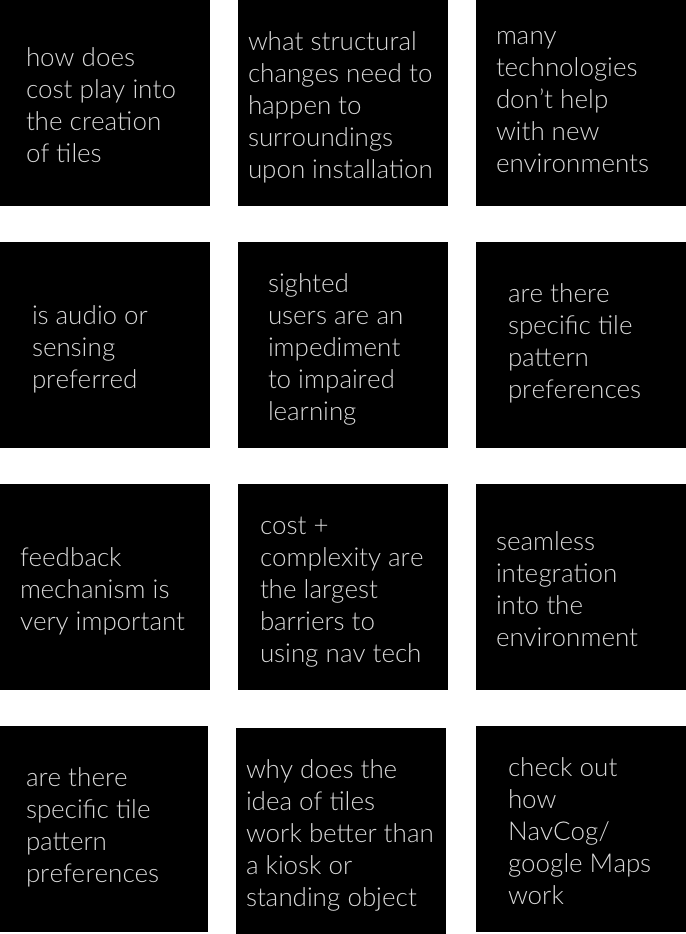 how does
cost play into
the creation
of tiles
what structural
changes need to
happen to
surroundings
upon installation
many
technologies
don’t help
with new
environments
is audio or
sensing
preferred
sighted
users are an
impediment
to impaired
learning
are there
specific tile
pattern
preferences
feedback
mechanism is
very important
cost +
complexity are
the largest
barriers to
using nav tech
seamless
integration
into the
environment
are there
specific tile
pattern
preferences
why does the
idea of tiles
work better than
a kiosk or
standing object
check out
how
NavCog/
google Maps
work